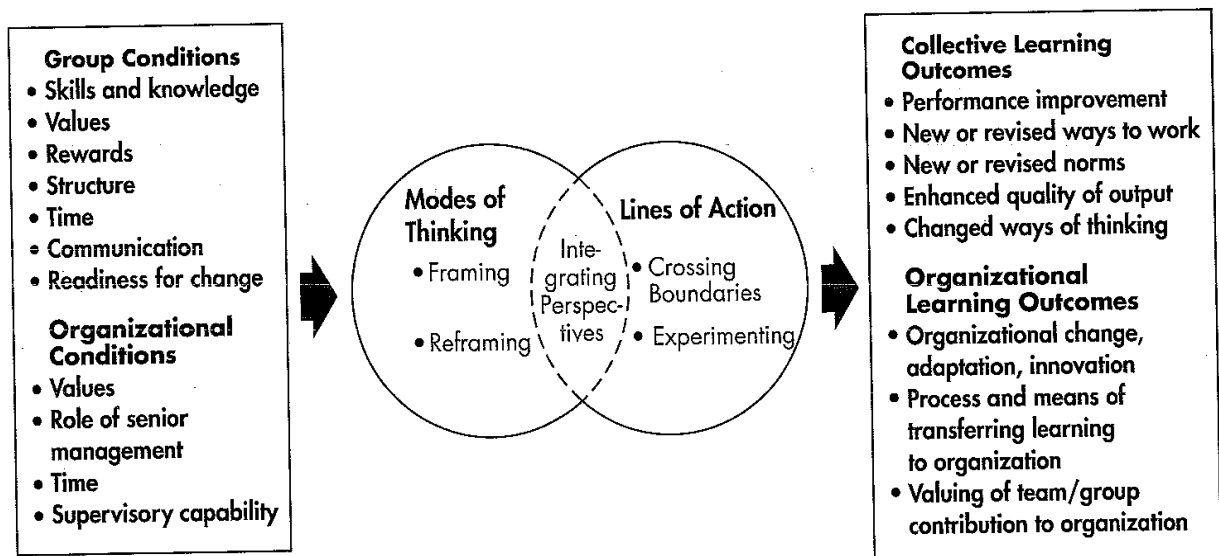 Group Conditions
• Skills and knowledge
• Values
• Rewards
• Structure
• Time
• Communication
• Readiness for change
Organizational
Conditions
• Values
• Role of senior
management
• Time
• Supervisory capability
Modes of
Thinking
• Framing
• Reframing
Inte-
grating
Perspec-
tives
Lines of Action
• Crossing
Boundaries
• Experimenting
Collective Learning
Outcomes
• Performance improvement
• New or revised ways to work
• New or revised norms
• Enhanced quality of output
• Changed ways of thinking
Organizational
Learning Outcomes
• Organizational change,
adaptation, innovation
• Process and means of
transferring learning
to organization
• Valuing of team/group
contribution to organization